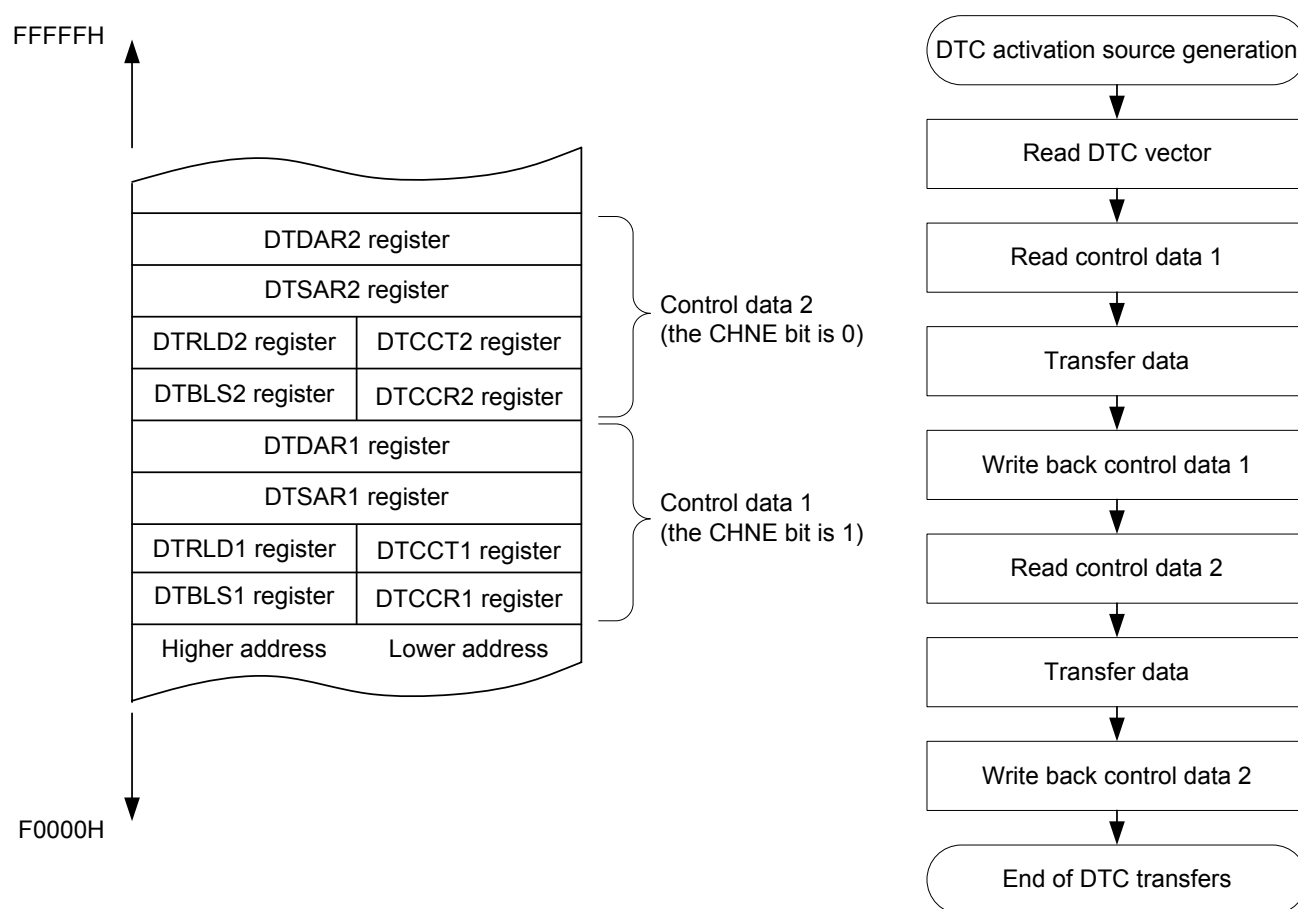 FFFFFH
DTDAR2 register
DTSAR2 register
DTRLD2 register
DTCCT2 register
DTBLS2 register
DTCCR2 register
DTDAR1 register
DTSAR1 register
DTRLD1 register
DTCCT1 register
DTBLS1 register
DTCCR1 register
Higher address
Lower address
F0000H
Control data 2
(the CHNE bit is 0)
Control data 1
(the CHNE bit is 1)
DTC activation source generation
Read DTC vector
Read control data 1
Transfer data
Write back control data 1
Read control data 2
Transfer data
Write back control data 2
End of DTC transfers